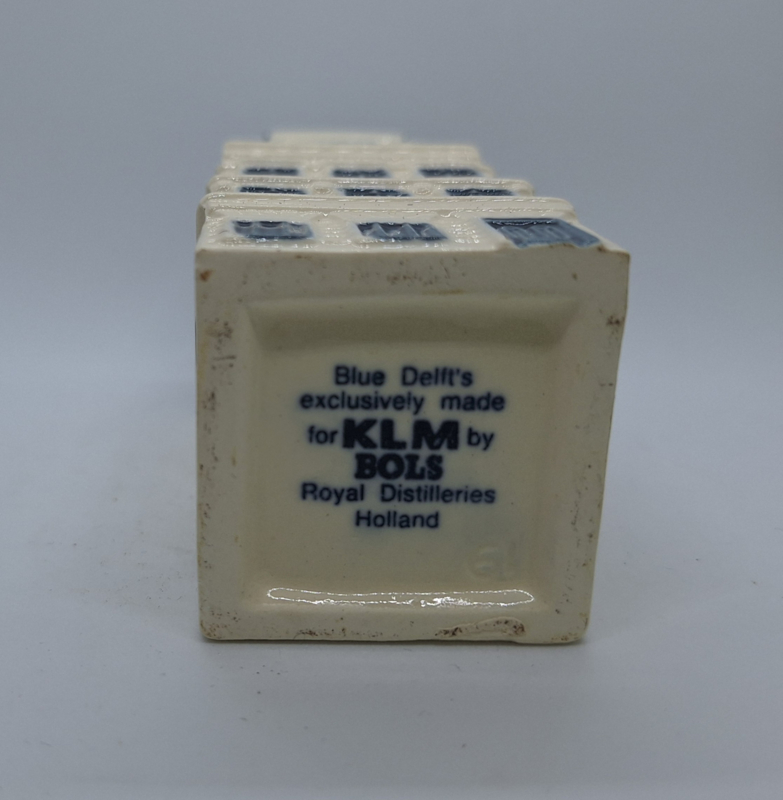 Blue Delft's
exclusively made
for KLM by
BOLS
Royal Distilleries
Holland